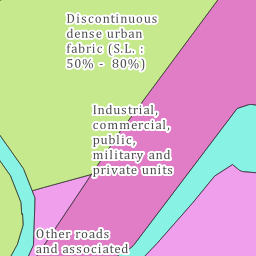 Discontinuous
dense urban
fabric (S.L. :
50% - 80%)
Industrial,
commercial,
public,
military and
private units
Other roads
and associated